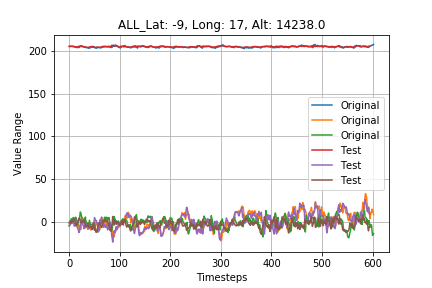 ALL_Lat: -9, Long: 17, Alt: 14238.0
Value Range
200
150
100
50
0
Original
Original
Original
Test
Test
Test
0 100 200 300 400 500 600
Timesteps